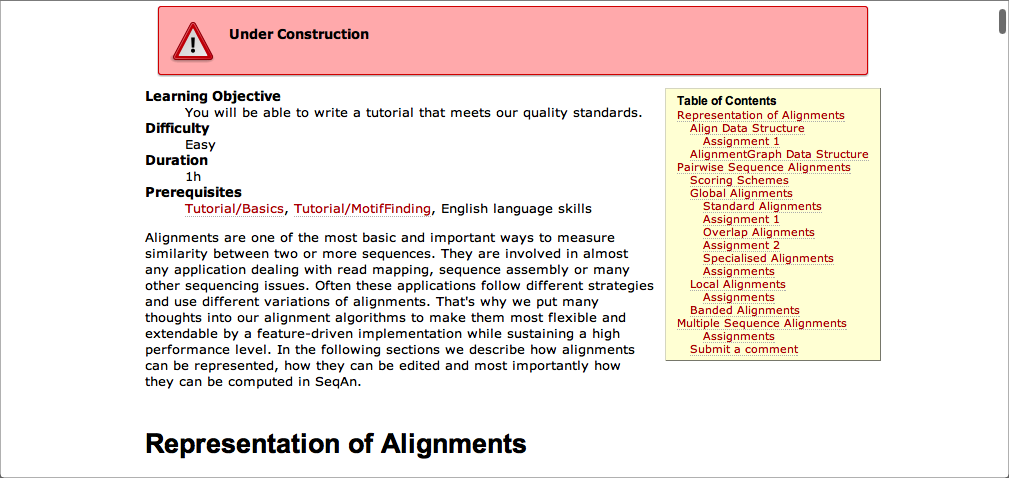 Under Construction
Learning Objective
You will be able to write a tutorial that meets our quality standards.
Difficulty
Easy
Duration
1h
Prerequisites
Tutorial/Basics, Tutorial/MotifFinding, English language skills
Alignments are one of the most basic and important ways to measure
similarity between two or more sequences. They are involved in almost
any application dealing with read mapping, sequence assembly or many
other sequencing issues. Often these applications follow different strategies
and use different variations of alignments. That's why we put many
thoughts into our alignment algorithms to make them most flexible and
extendable by a feature-driven implementation while sustaining a high
performance level. In the following sections we describe how alignments
can be represented, how they can be edited and most importantly how
they can be computed in SeqAn.
Table of Contents
Representation of Alignments
Align Data Structure
Assignment 1
AlignmentGraph Data Structure
Pairwise Sequence Alignments
Scoring Schemes
Global Alignments
Standard Alignments
Assignment 1
Overlap Alignments
Assignment 2
Specialised Alignments
Assignments
Local Alignments
Assignments
Banded Alignments
Multiple Sequence Alignments
Assignments
Submit a comment
Representation of Alignments